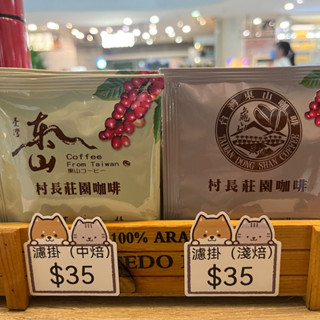 臺灣
東山
Coffee
From Taiwan
東山コーヒー
村長莊園咖啡
台灣東山咖啡
TAIWAN DONG SHAN COFFEE
村長莊園咖啡
100% ARA
EDO
濾掛（中焙）
$35
濾掛（淺焙）
$35